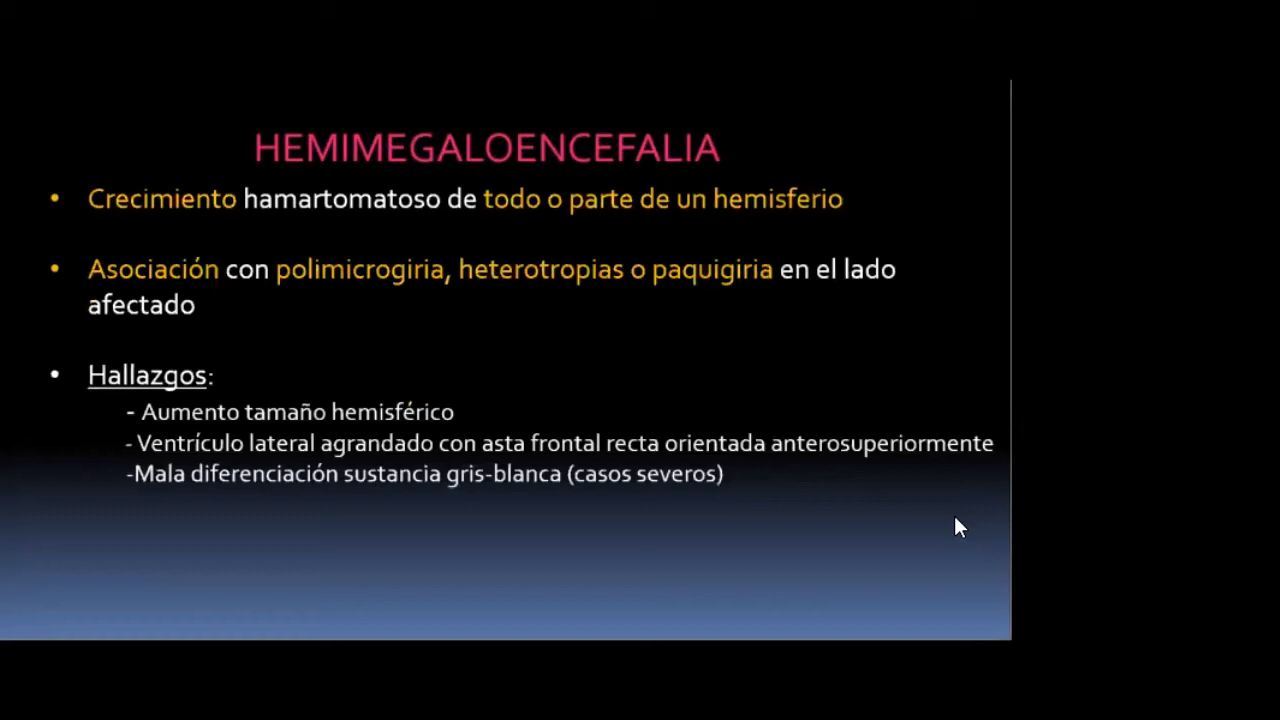 HEMIMEGALOENCEFALIA
• Crecimiento hamartomatoso de todo o parte de un hemisferio
• Asociación con polimicrogiria, heterotropias o paquigiria en el lado
afectado
• Hallazgos:
- Aumento tamaño hemisférico
- Ventrículo lateral agrandado con asta frontal recta orientada anterosuperiormente
-Mala diferenciación sustancia gris-blanca (casos severos)